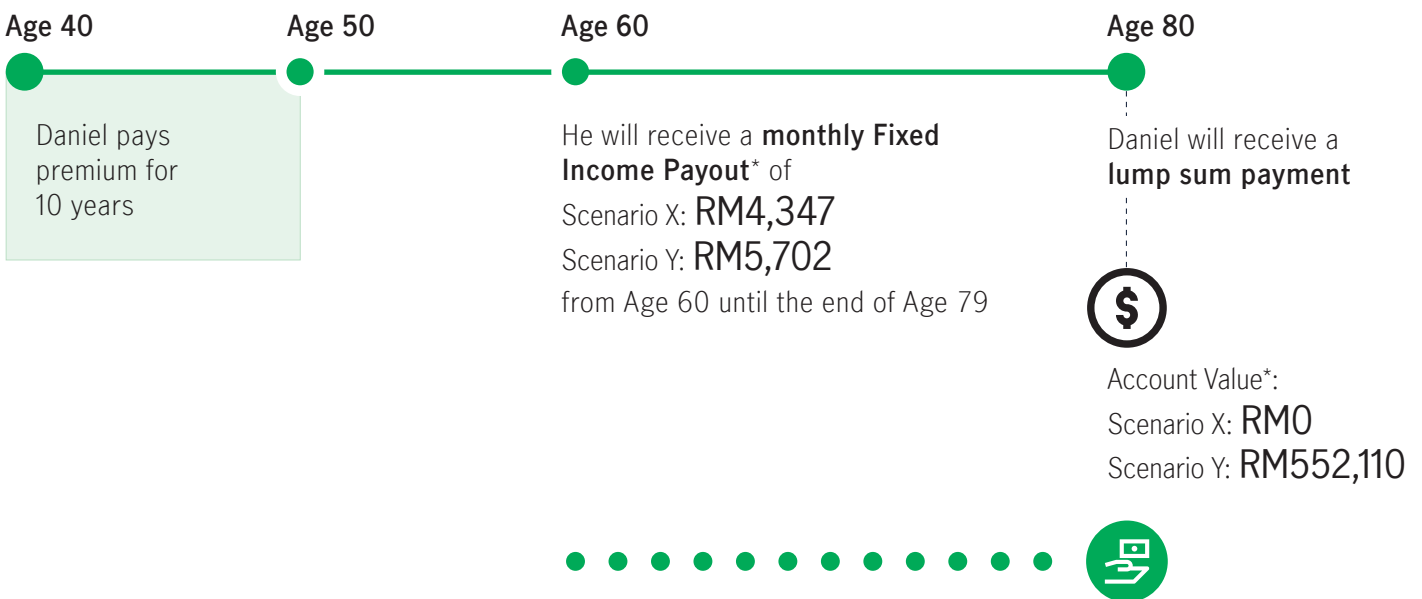 Age 40
Age 50
Age 60
Age 80
Daniel pays
premium for
10 years
He will receive a monthly Fixed
Income Payout* of
Scenario X: RM4,347
Scenario Y: RM5,702
from Age 60 until the end of Age 79
Daniel will receive a
lump sum payment
$
Account Value*:
Scenario X: RM0
Scenario Y: RM552,110